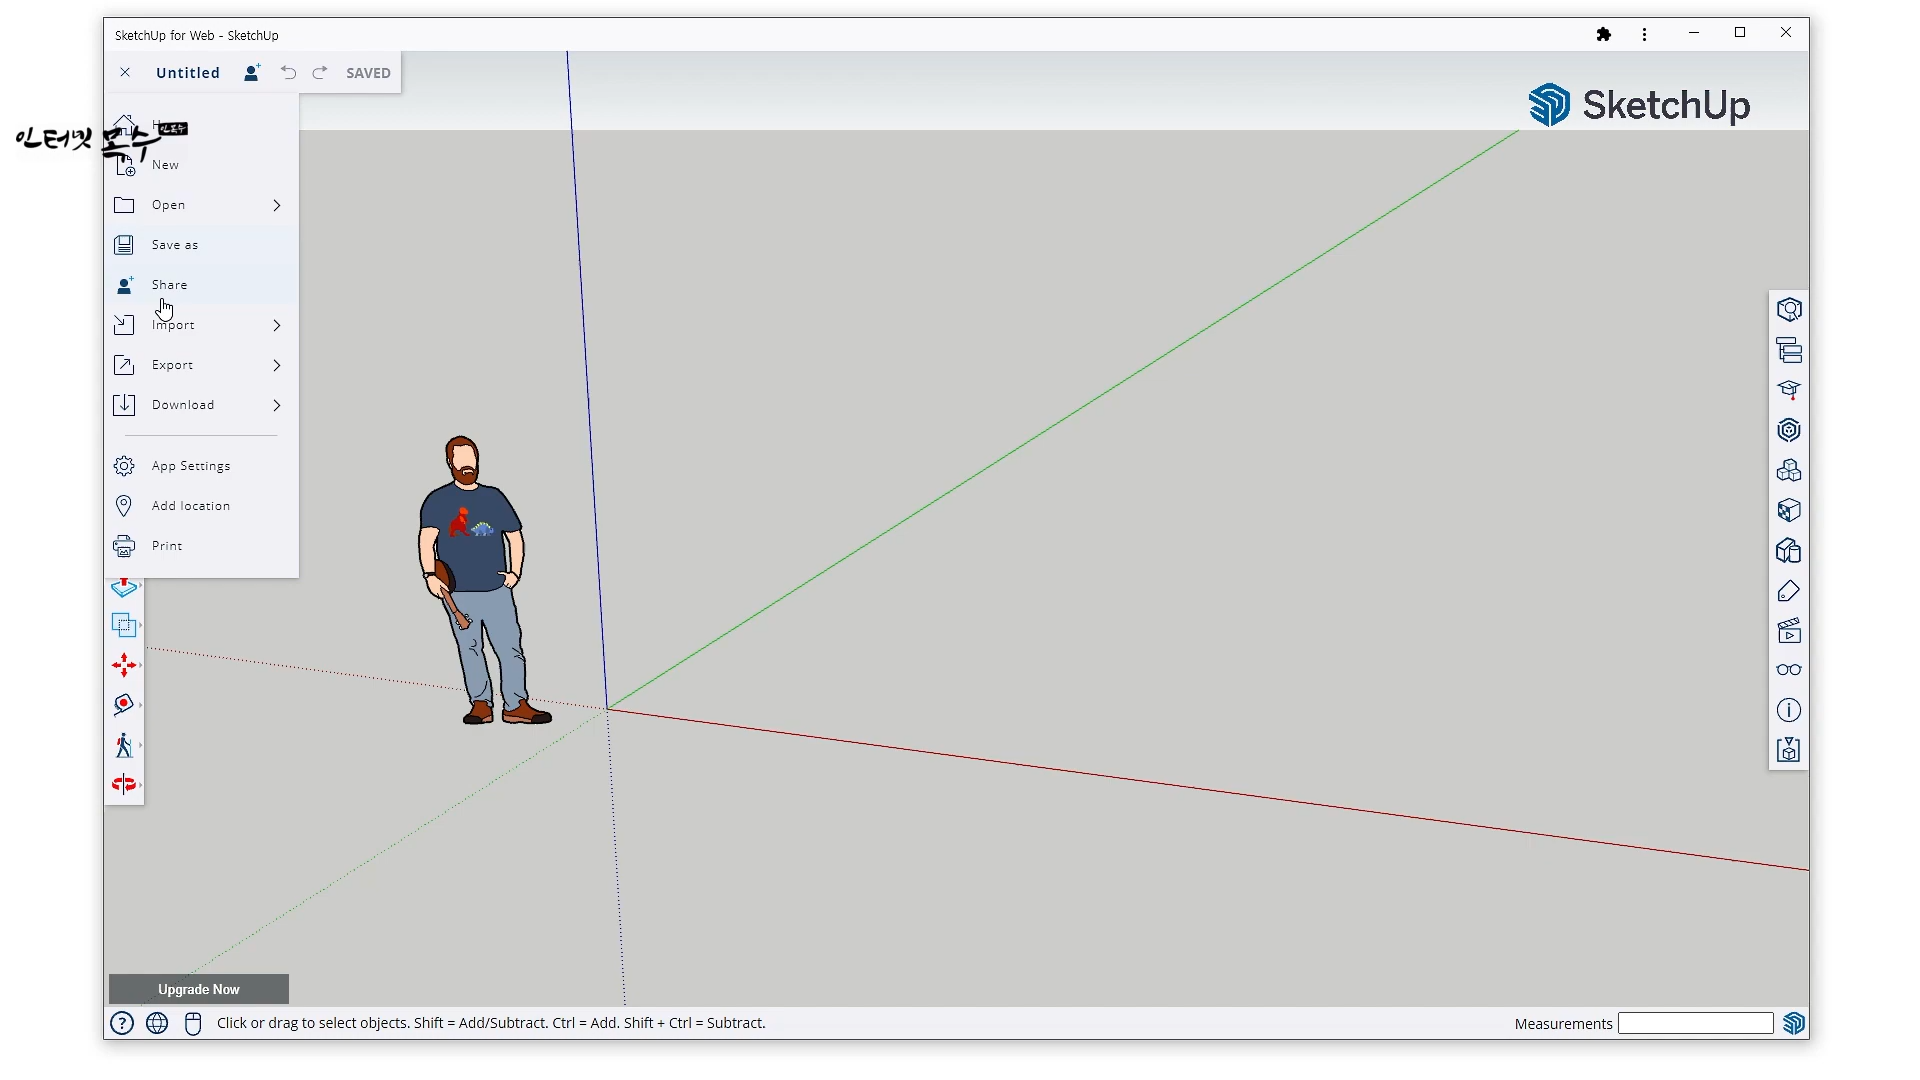 SketchUp for Web - SketchUp
Untitled
SAVED
SketchUp
인터넷 목수
New
Open
Save as
Share
Import
Export
Download
App Settings
Add location
Print
Upgrade Now
Click or drag to select objects. Shift = Add/Subtract. Ctrl = Add. Shift + Ctrl = Subtract.
Measurements